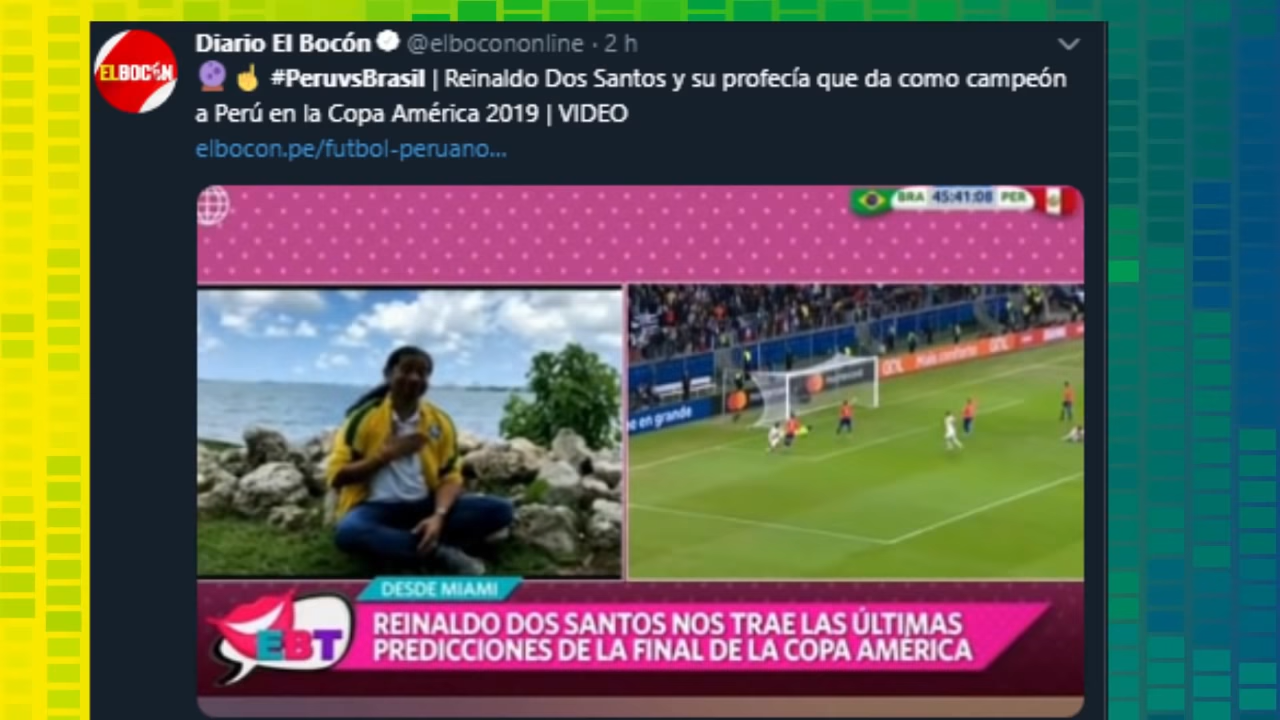 Diario El Bocón @elbocononline · 2 h
EL BOCÓN
🔮 ☝ #PeruvsBrasil | Reinaldo Dos Santos y su profecía que da como campeón
a Perú en la Copa América 2019 | VIDEO
elbocon.pe/futbol-peruano...
BRA 45:41:08 PER
en grande
DESDE MIAMI
EBT
REINALDO DOS SANTOS NOS TRAE LAS ÚLTIMAS
PREDICCIONES DE LA FINAL DE LA COPA AMÉRICA